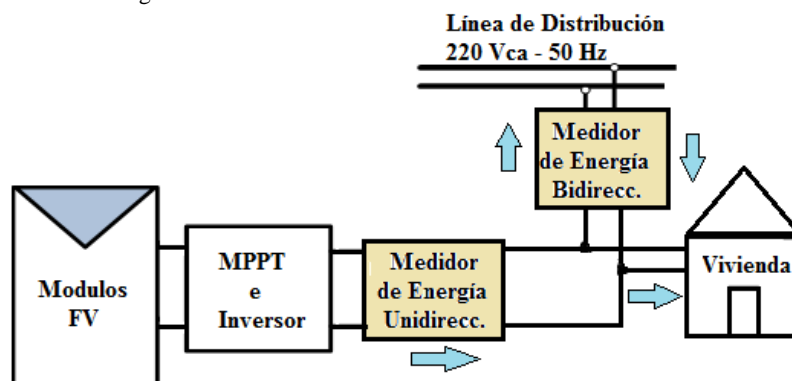 Línea de Distribución
220 Vca - 50 Hz
Medidor
de Energía
Bidirecc.
Modulos
FV
MPPT
e
Inversor
Medidor
de Energía
Unidirecc.
Vivienda